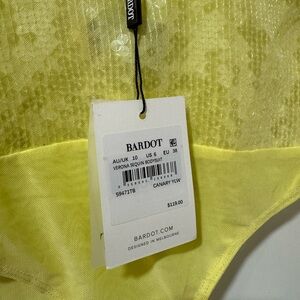 BARDOT
BARDOT
AU/UK 10 US 6 EU 38
VERONA SEQUIN BODYSUIT
59471TB
CANARY YLW
$119.00
BARDOT.COM
DESIGNED IN MELBOURNE